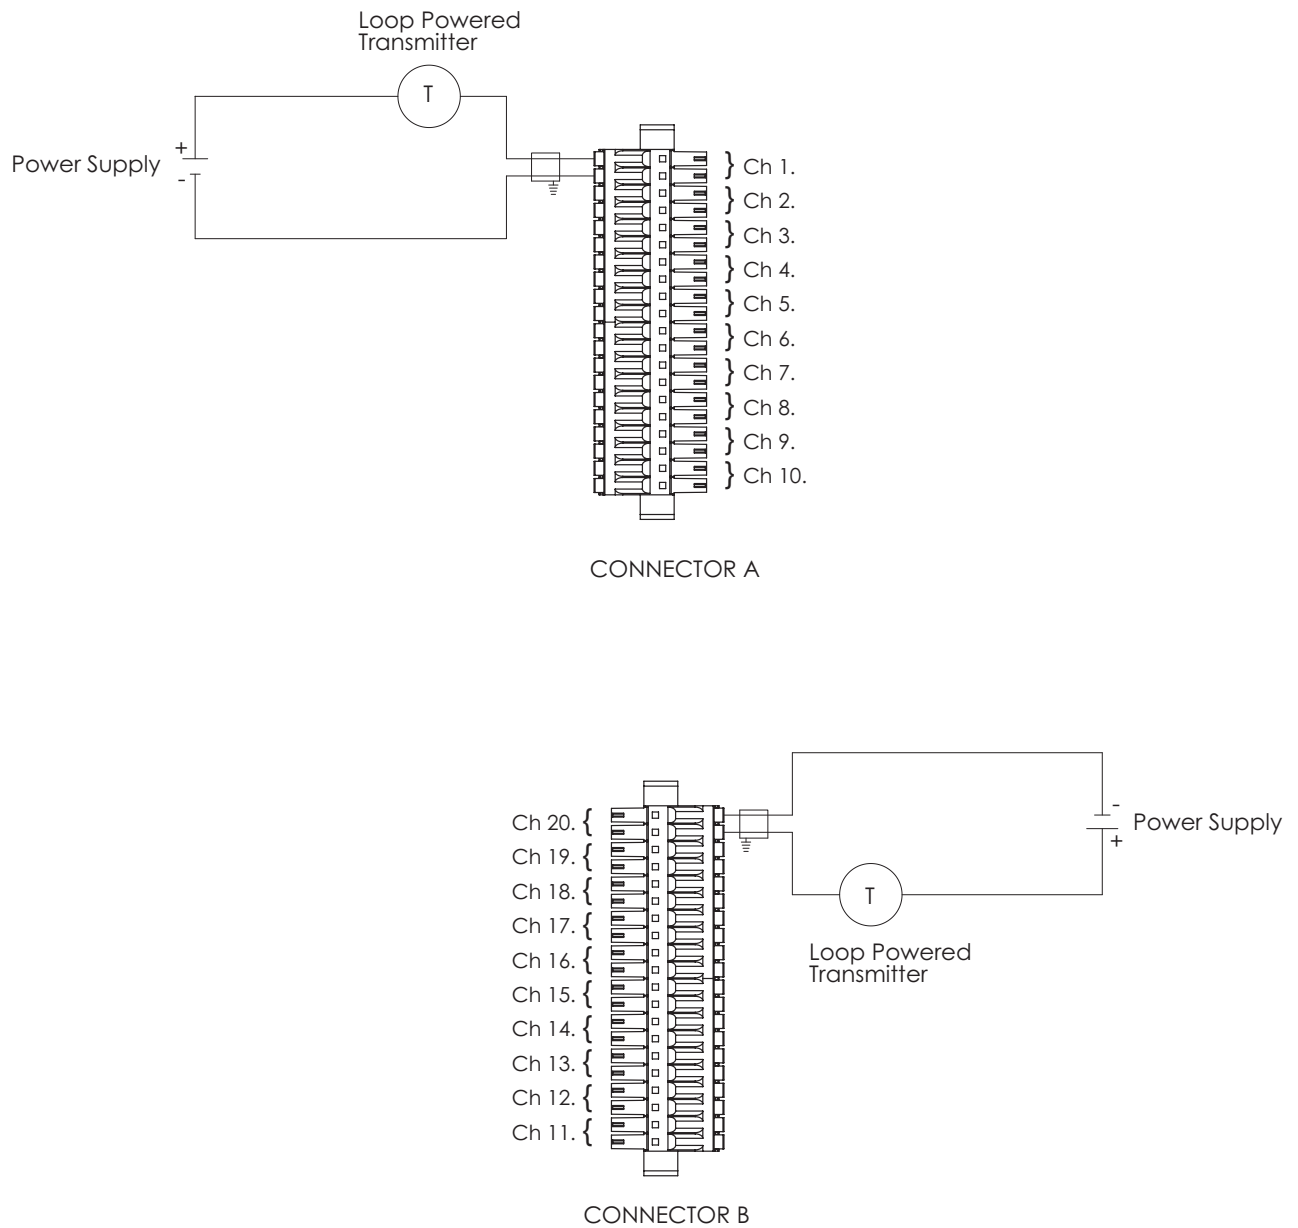 Loop Powered
Transmitter
T
+
Power Supply
-
} Ch 1.
} Ch 2.
} Ch 3.
} Ch 4.
} Ch 5.
} Ch 6.
} Ch 7.
} Ch 8.
} Ch 9.
} Ch 10.
CONNECTOR A
Ch 20. {
Ch 19. {
Ch 18. {
Ch 17. {
Ch 16. {
Ch 15. {
Ch 14. {
Ch 13. {
Ch 12. {
Ch 11. {
-
Power Supply
+
T
Loop Powered
Transmitter
CONNECTOR B